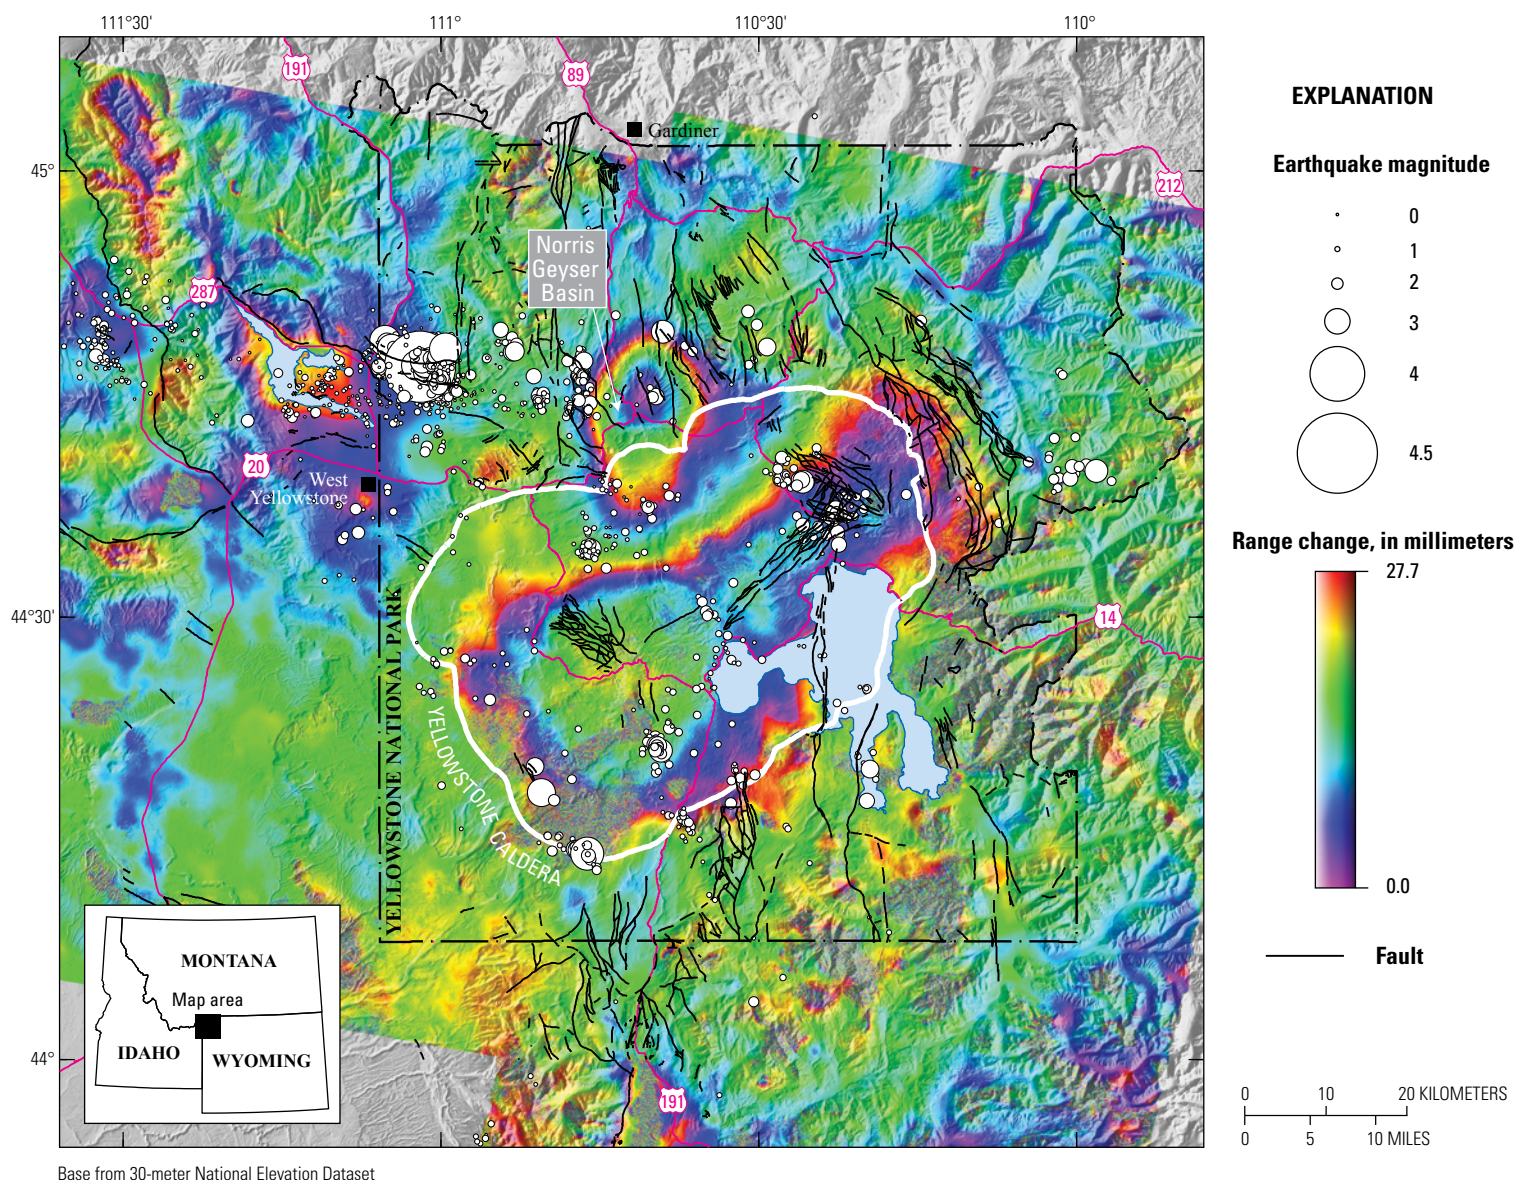 111°30'
111°
110°30'
110°
191
89
Gardiner
45°
212
Norris
Geyser
Basin
287
20
West
Yellowstone
44°30'
14
YELLOWSTONE NATIONAL PARK
YELLOWSTONE CALDERA
MONTANA
Map area
IDAHO
WYOMING
44°
191
Base from 30-meter National Elevation Dataset
EXPLANATION
Earthquake magnitude
0
1
2
3
4
4.5
Range change, in millimeters
27.7
0.0
Fault
0 10 20 KILOMETERS
0 5 10 MILES